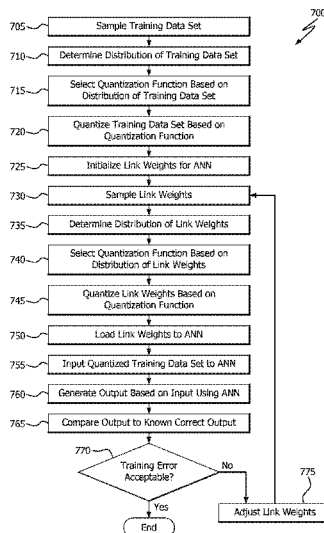 700
705
Sample Training Data Set
710
Determine Distribution of Training Data Set
715
Select Quantization Function Based on
Distribution of Training Data Set
720
Quantize Training Data Set Based on
Quantization Function
725
Initialize Link Weights for ANN
730
Sample Link Weights
735
Determine Distribution of Link Weights
740
Select Quantization Function Based on
Distribution of Link Weights
745
Quantize Link Weights Based on
Quantization Function
750
Load Link Weights to ANN
755
Input Quantized Training Data Set to ANN
760
Generate Output Based on Input Using ANN
765
Compare Output to Known Correct Output
770
Training Error
Acceptable?
No
775
Adjust Link Weights
Yes
End